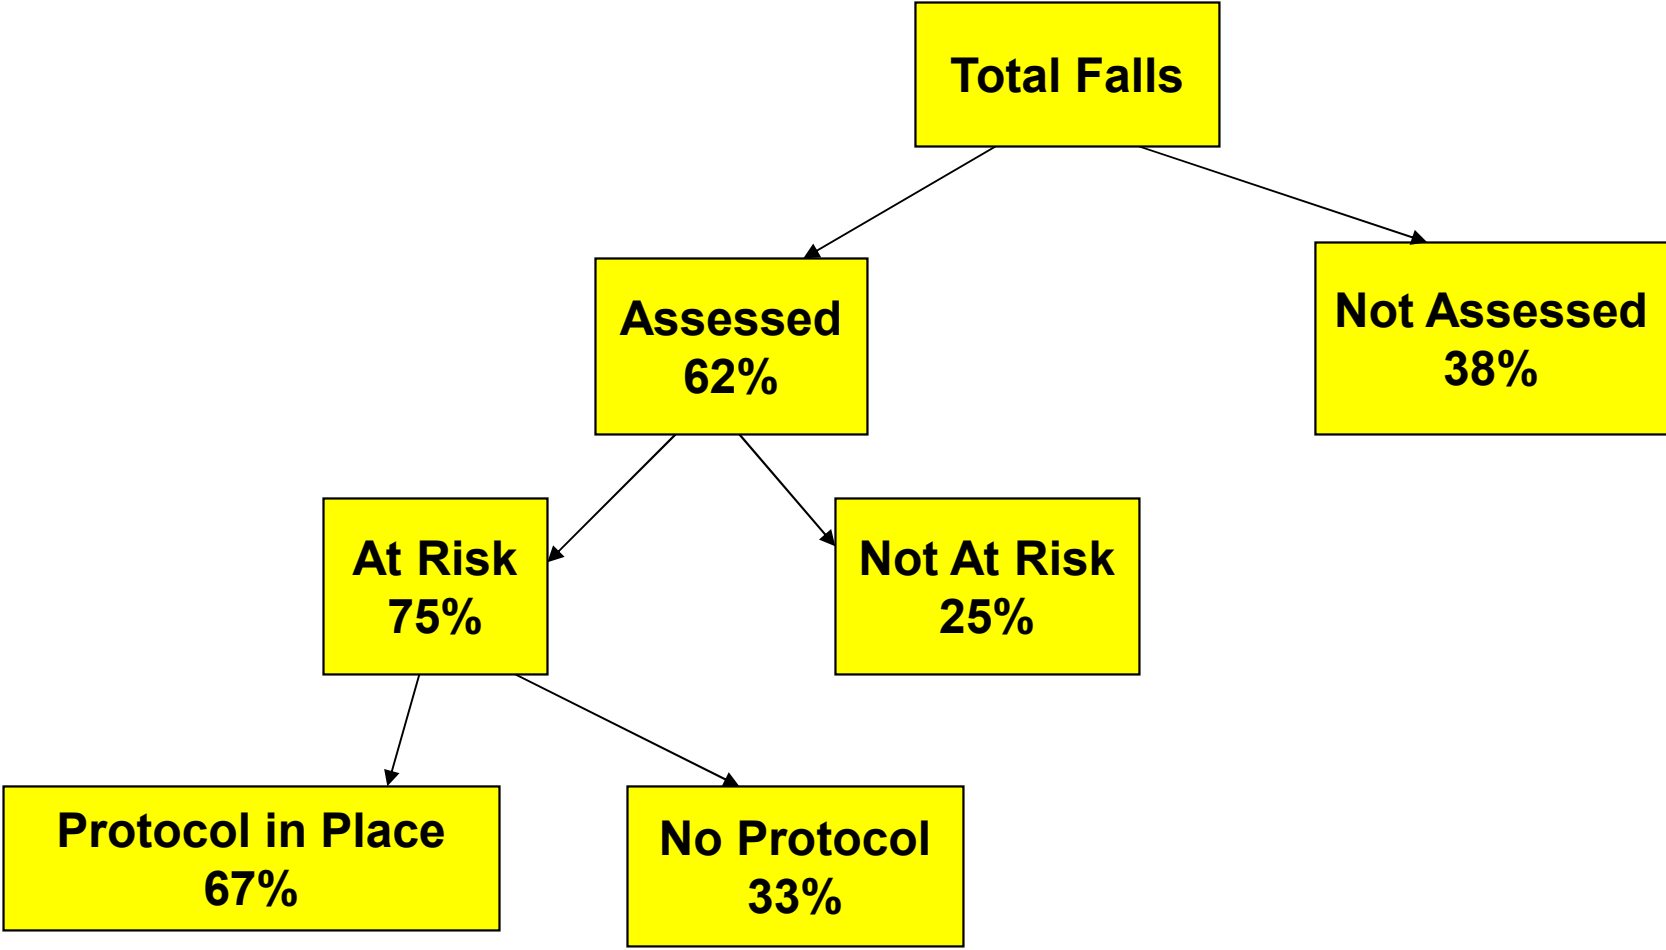 Total Falls
Assessed
62%
Not Assessed
38%
At Risk
75%
Not At Risk
25%
Protocol in Place
67%
No Protocol
33%